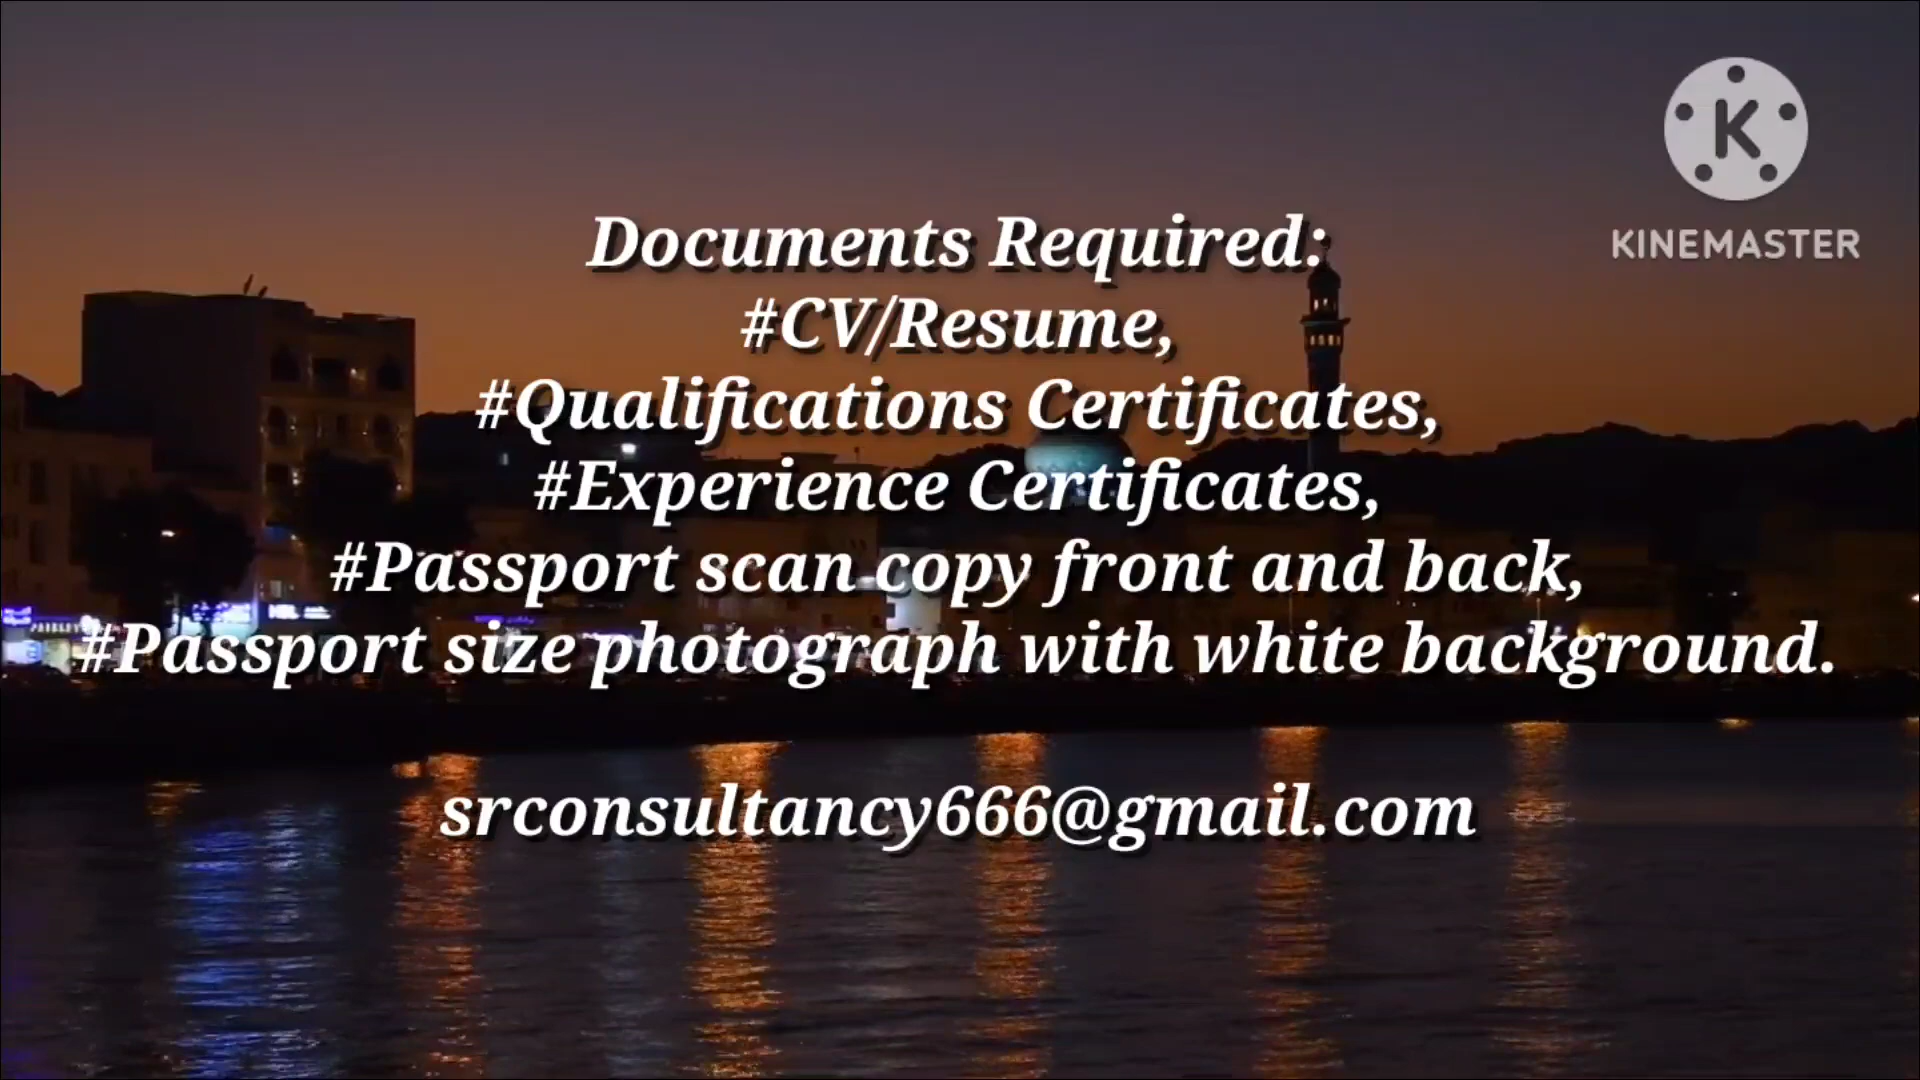 KINEMASTER
Documents Required:
#CV/Resume,
#Qualifications Certificates,
#Experience Certificates,
#Passport scan copy front and back,
#Passport size photograph with white background.
srconsultancy666@gmail.com